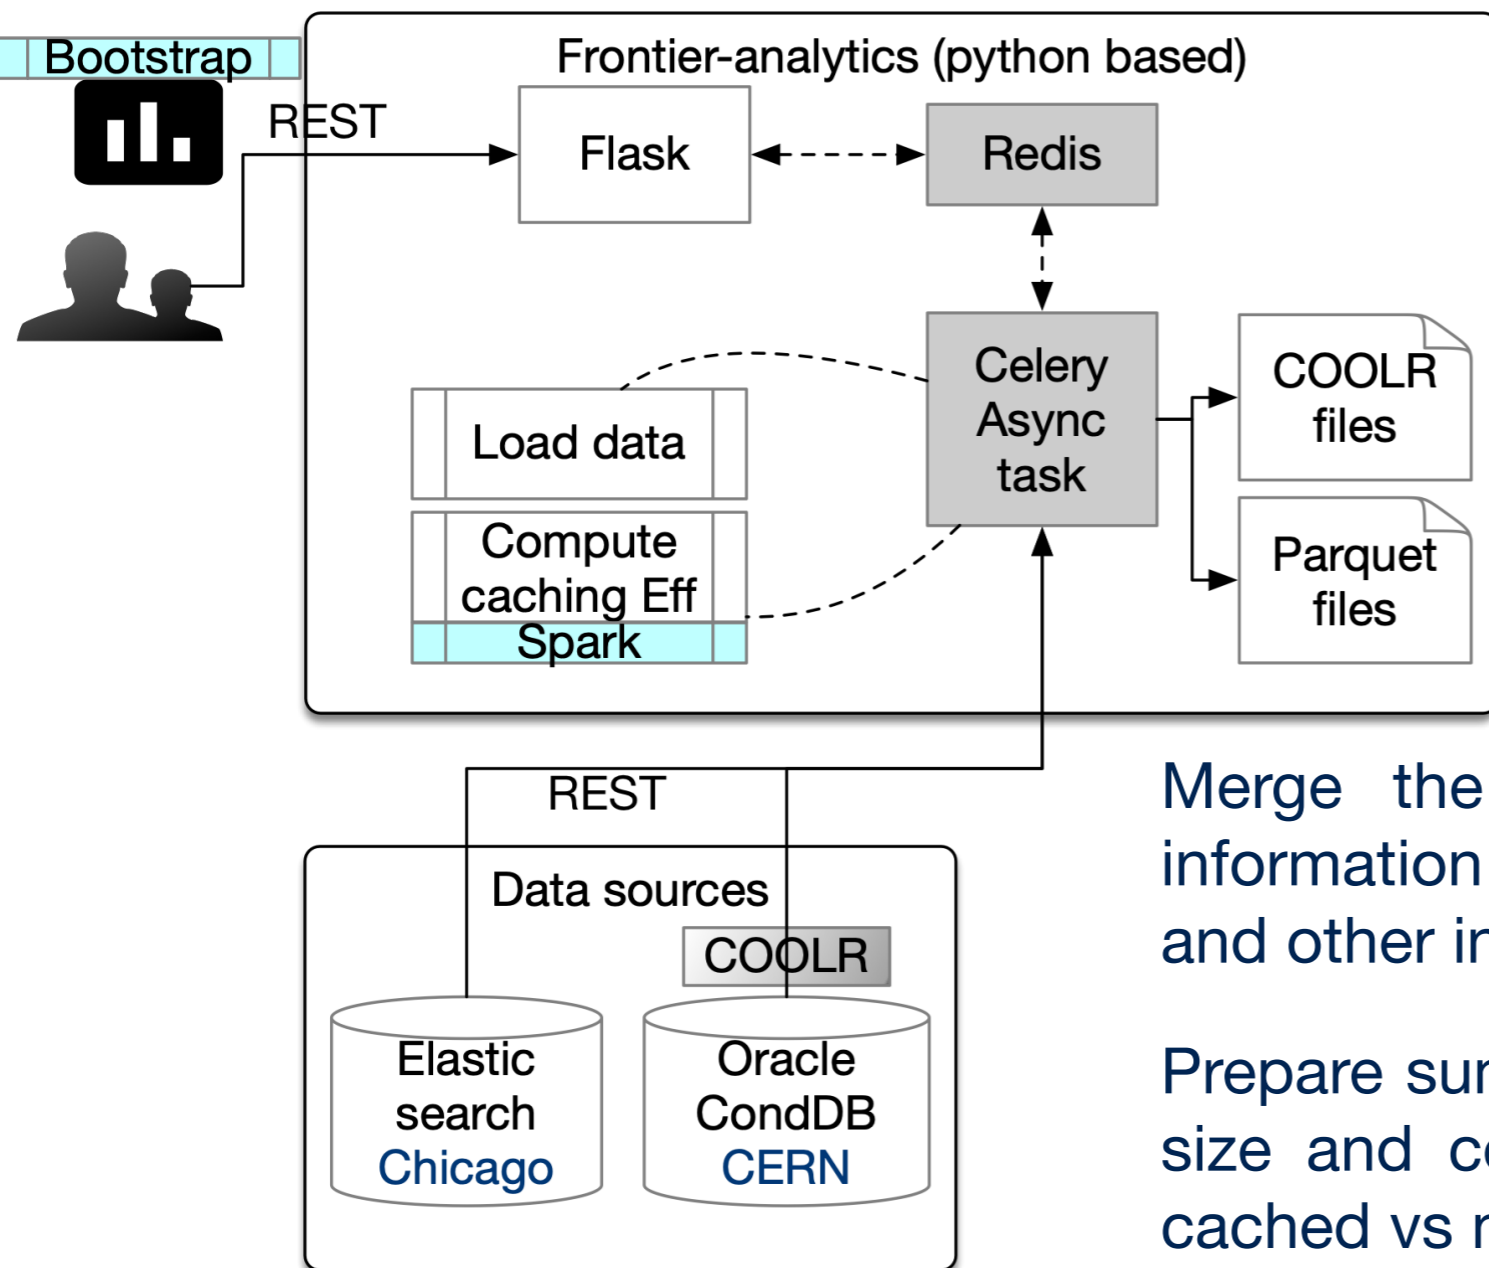 Bootstrap
Frontier-analytics (python based)
REST
Flask
Redis
Celery
Async
task
COOLR
files
Load data
Compute
caching Eff
Spark
Parquet
files
REST
Data sources
COOLR
Elastic
search
Chicago
Oracle
CondDB
CERN
Merge the
information
and other
Prepare
size and
cached vs